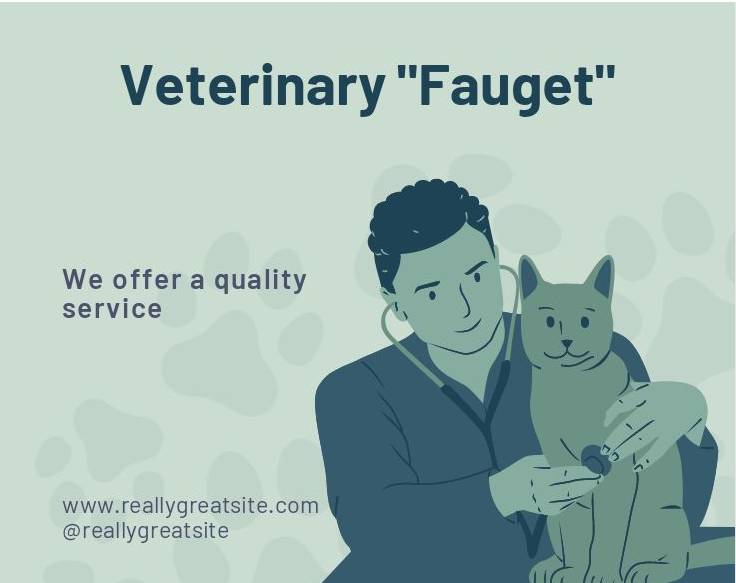 Veterinary "Fauget"
We offer a quality
service
www.reallygreatsite.com
@reallygreatsite